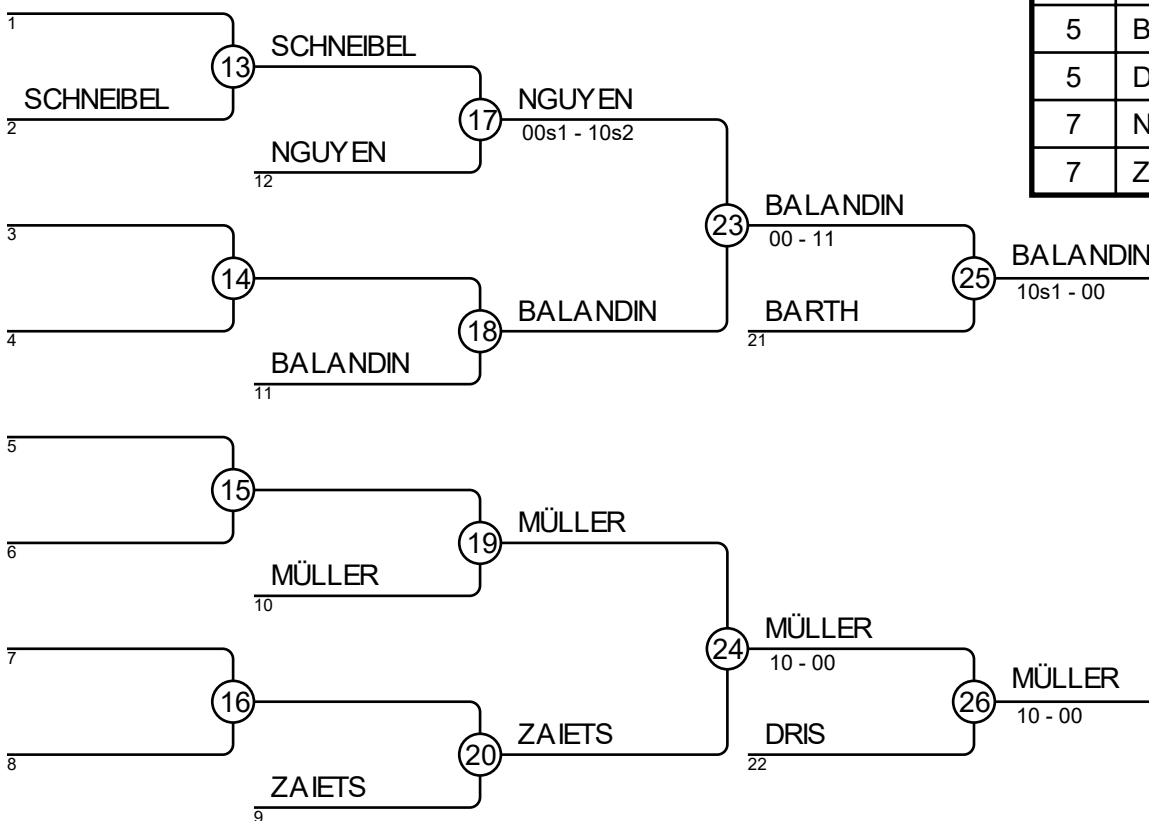 1
13
SCHNEIBEL
SCHNEIBEL
2
17
NGUYEN
00s1 - 10s2
NGUYEN
12
3
14
4
18
BALANDIN
BALANDIN
11
23
BALANDIN
00 - 11
BARTH
21
25
BALANDIN
10s1 - 00
5
15
6
19
MÜLLER
MÜLLER
10
7
16
8
20
ZAIETS
ZAIETS
9
24
MÜLLER
10 - 00
DRIS
22
26
MÜLLER
10 - 00
5 B
5 D
7 N
7 Z